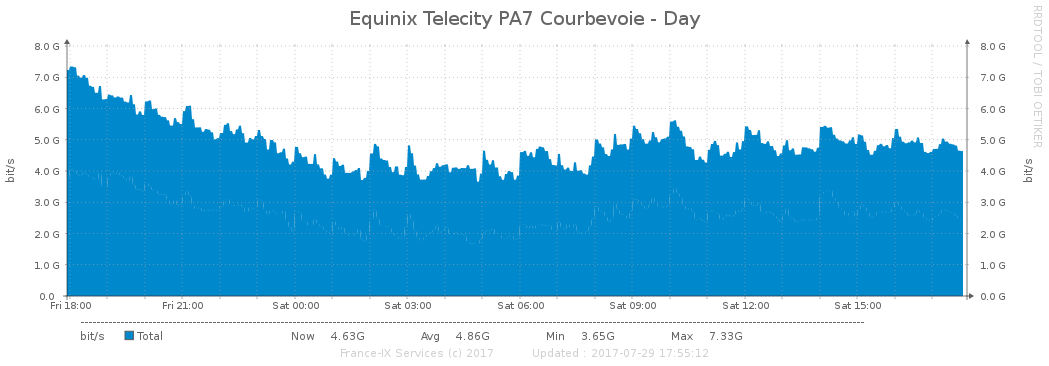 Equinix Telecity PA7 Courbevoie - Day
RRDTOOL / TOBI OETIKER
bit/s
8.0 G 8.0 G
7.0 G 7.0 G
6.0 G 6.0 G
5.0 G 5.0 G
4.0 G 4.0 G
3.0 G 3.0 G
2.0 G 2.0 G
1.0 G 1.0 G
0.0 0.0 G
bit/s
Fri 18:00 Fri 21:00 Sat 00:00 Sat 03:00 Sat 06:00 Sat 09:00 Sat 12:00 Sat 15:00
bit/s Total Now 4.63G Avg 4.86G Min 3.65G Max 7.33G
France-IX Services (c) 2017 Updated : 2017-07-29 17:55:12